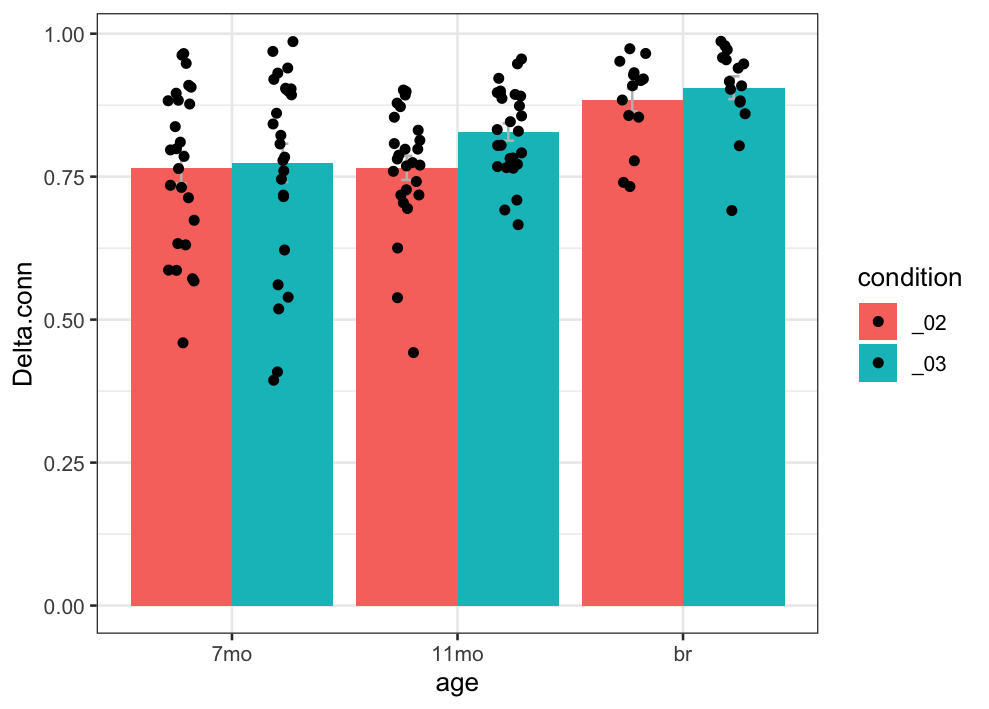 Delta.conn
1.00
0.75
0.50
0.25
0.00
7mo
11mo
br
age
condition
_02
_03